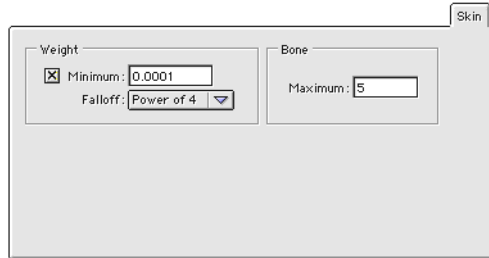 Skin
Weight
Minimum: 0.0001
Falloff: Power of 4
Bone
Maximum: 5